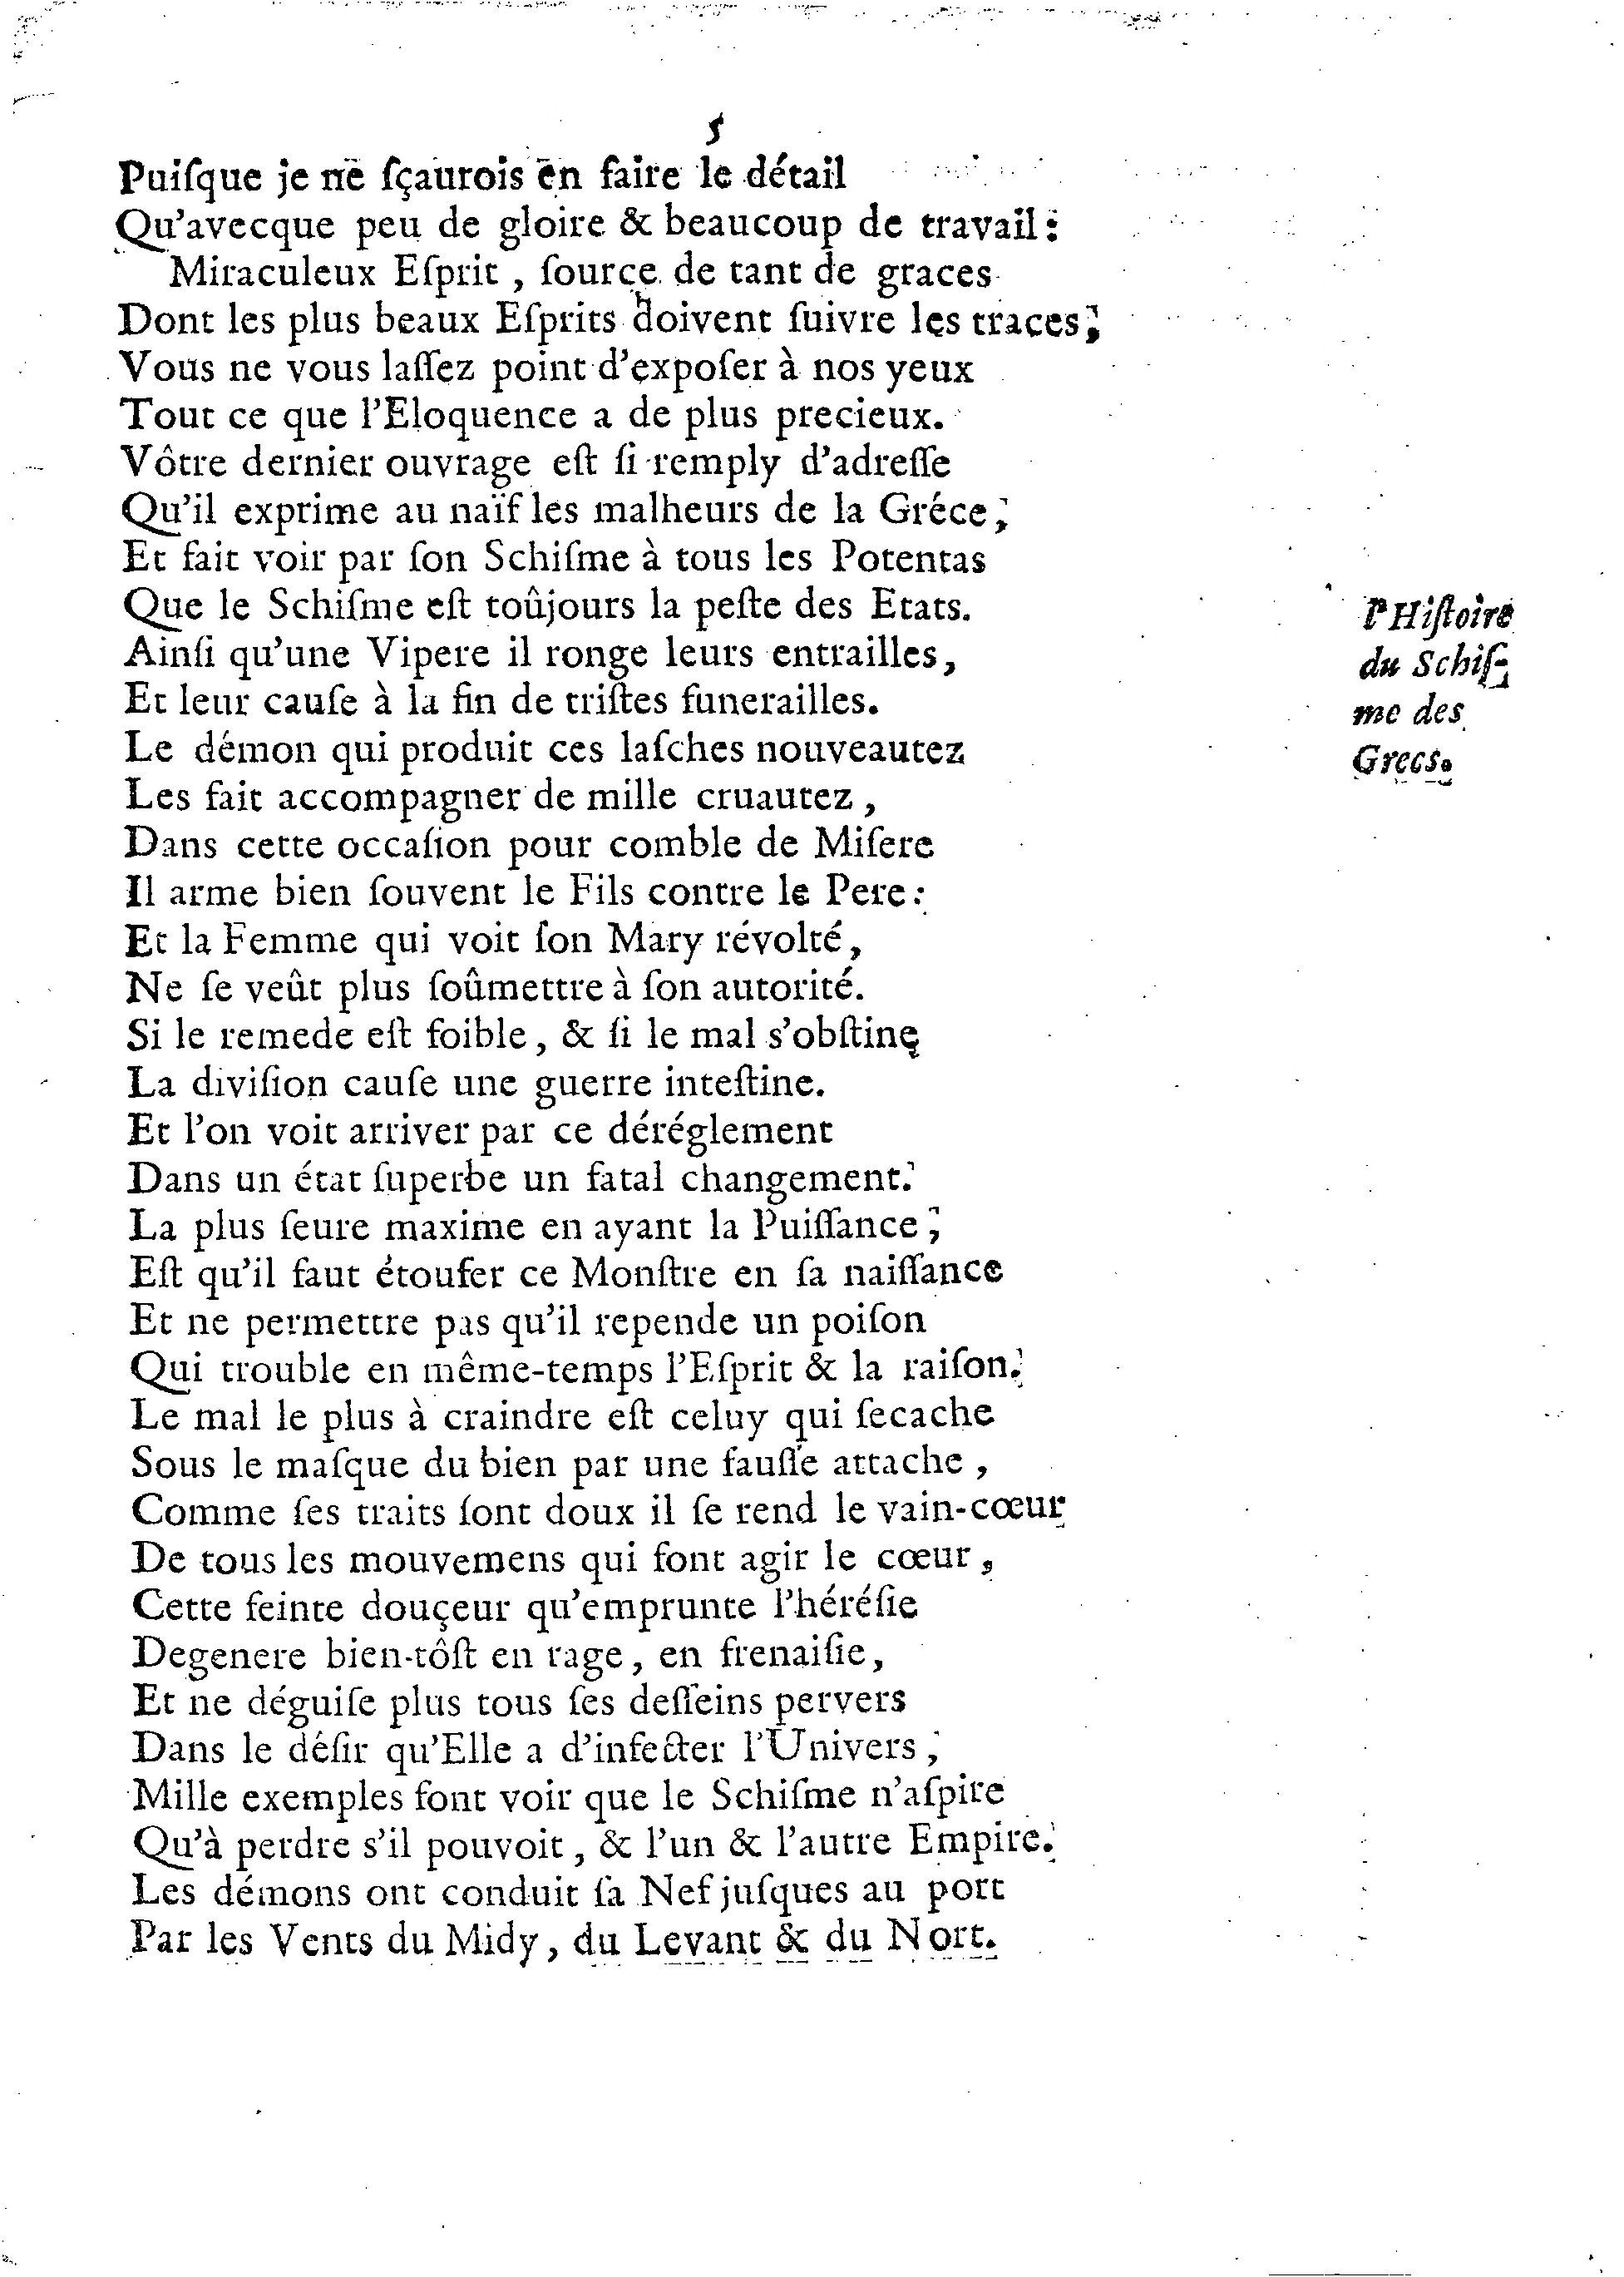 5
Puiſque je ne ſçaurois en faire le détail
Qu'avecque peu de gloire & beaucoup de travail:
Miraculeux Eſprit, ſource de tant de graces
Dont les plus beaux Eſprits doivent ſuivre les traces;
Vous ne vous laſſez point d'expoſer à nos yeux
Tout ce que l'Eloquence a de plus precieux.
Vôtre dernier ouvrage eſt ſi remply d'adreſſe
Qu'il exprime au naïf les malheurs de la Gréce,
Et fait voir par ſon Schiſme à tous les Potentas
Que le Schiſme eſt toûjours la peſte des Etats.
Ainſi qu'une Vipere il ronge leurs entrailles,
Et leur cauſe à la fin de triſtes funerailles.
Le démon qui produit ces laſches nouveautez
Les fait accompagner de mille cruautez,
Dans cette occaſion pour comble de Miſere
Il arme bien ſouvent le Fils contre le Pere:
Et la Femme qui voit ſon Mary révolté,
Ne ſe veût plus ſoûmettre à ſon autorité.
Si le remede eſt foible, & ſi le mal s'obſtine
La diviſion cauſe une guerre inteſtine.
Et l'on voit arriver par ce déréglement
Dans un état ſuperbe un fatal changement.
La plus ſeure maxime en ayant la Puiſſance,
Eſt qu'il faut étoufer ce Monſtre en ſa naiſſance
Et ne permettre pas qu'il repende un poiſon
Qui trouble en même-temps l'Eſprit & la raiſon.
Le mal le plus à craindre eſt celuy qui ſecache
Sous le maſque du bien par une fauſſe attache,
Comme ſes traits ſont doux il ſe rend le vain-cœur
De tous les mouvemens qui font agir le cœur,
Cette feinte douçeur qu'emprunte l'héréſie
Degenere bien-tôſt en rage, en frenaiſie,
Et ne déguiſe plus tous ſes deſſeins pervers
Dans le déſir qu'Elle a d'infecter l'Univers,
Mille exemples font voir que le Schiſme n'aſpire
Qu'à perdre s'il pouvoit, & l'un & l'autre Empire.
Les démons ont conduit ſa Nef juſques au port
Par les Vents du Midy, du Levant & du Nort.
l'Hiſtoire
du Schiſ-
me des
Grecs.